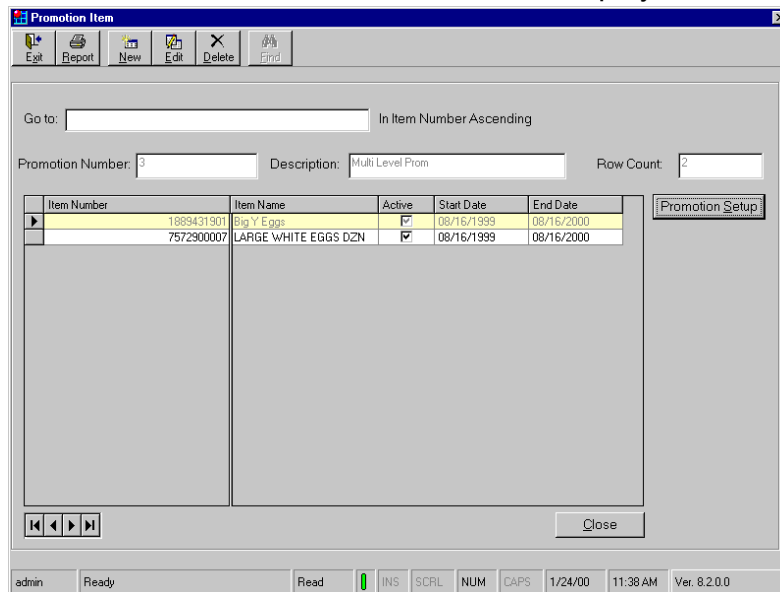 Promotion Item
Exit Report New Edit Delete Find
Go to: In Item Number Ascending
Promotion Number: 3 Description: Multi Level Prom Row Count: 2
Item Number Item Name Active Start Date End Date
1889431901 Big Y Eggs 08/16/1999 08/16/2000
7572900007 LARGE WHITE EGGS DZN 08/16/1999 08/16/2000
Promotion Setup
Close
admin Ready Read INS SCRL NUM CAPS 1/24/00 11:38 AM Ver. 8.2.0.0